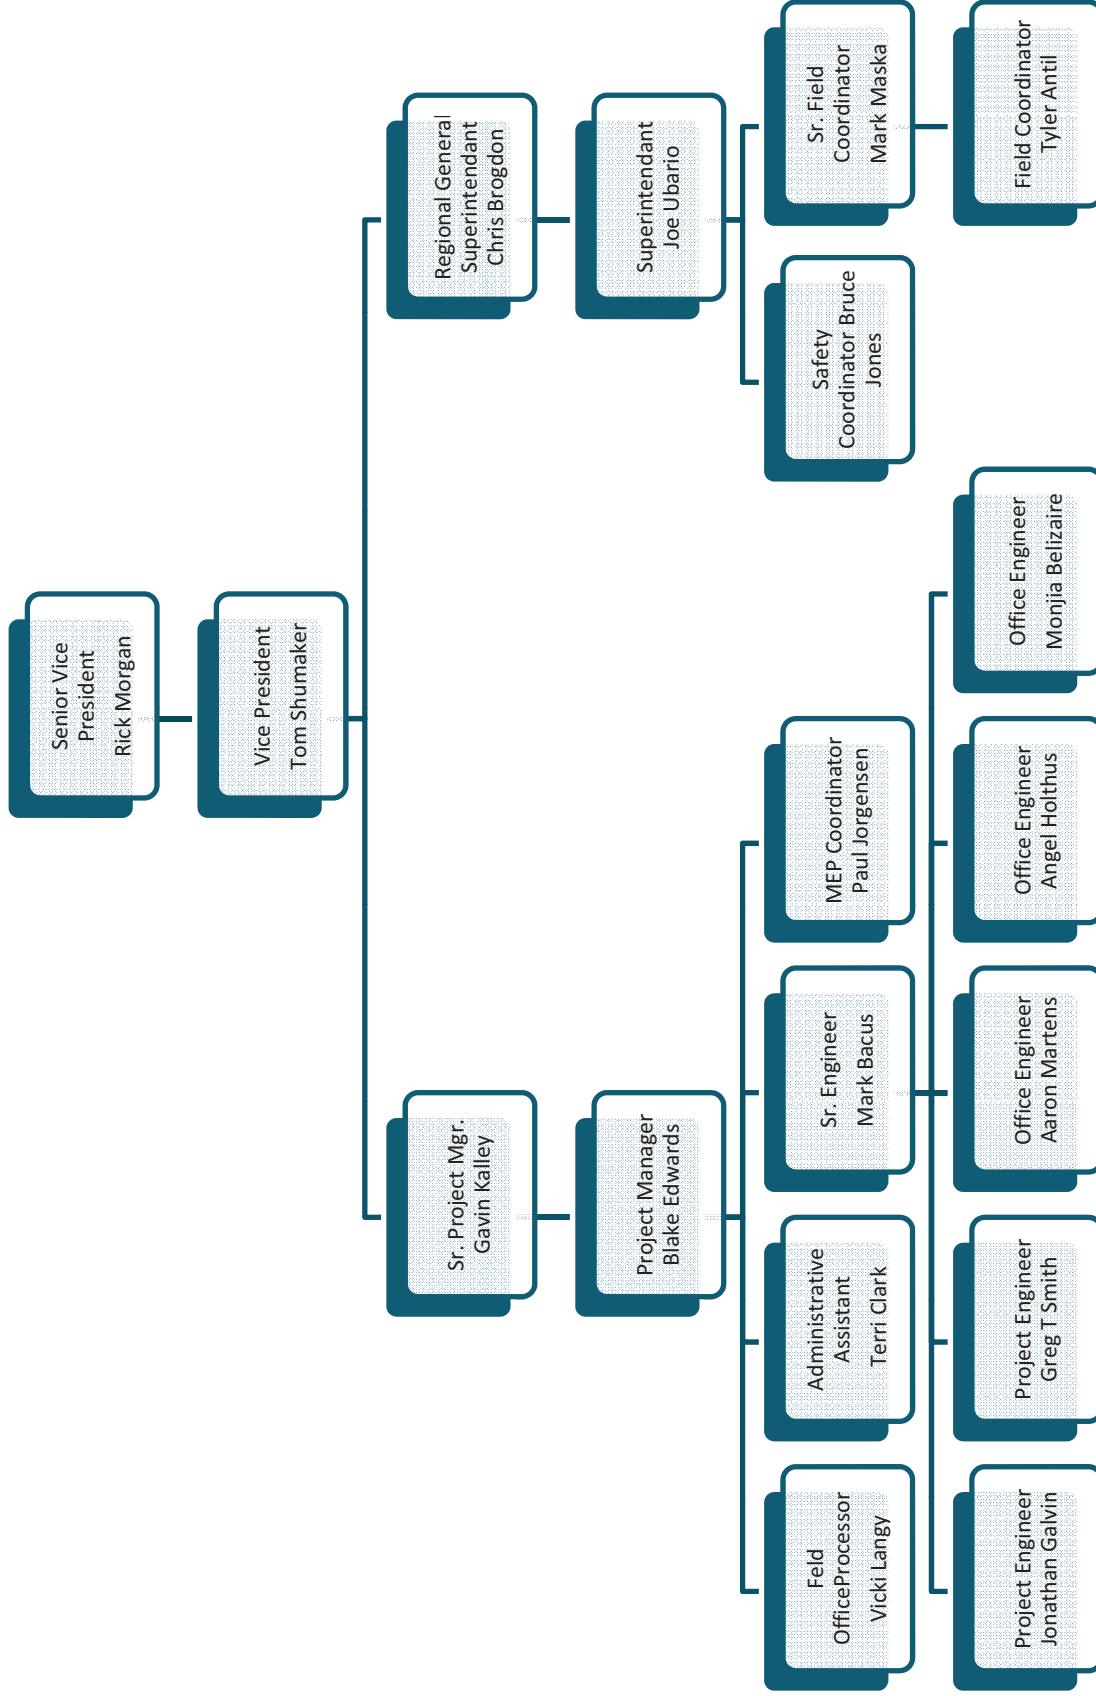 Senior Vice
President
Rick Morgan
Vice President
Tom Shumaker
Sr. Project Mgr.
Gavin Kalley
Regional General
Superintendant
Chris Brogdon
Project Manager
Blake Edwards
Superintendant
Joe Ubario
Feld
OfficeProcessor
Vicki Langy
Administrative
Assistant
Terri Clark
Sr. Engineer
Mark Bacus
MEP Coordinator
Paul Jorgensen
Safety
Coordinator Bruce
Jones
Sr. Field
Coordinator
Mark Maska
Project Engineer
Jonathan Galvin
Project Engineer
Greg T Smith
Office Engineer
Aaron Martens
Office Engineer
Angel Holthus
Office Engineer
Monjia Belizaire
Field Coordinator
Tyler Antil